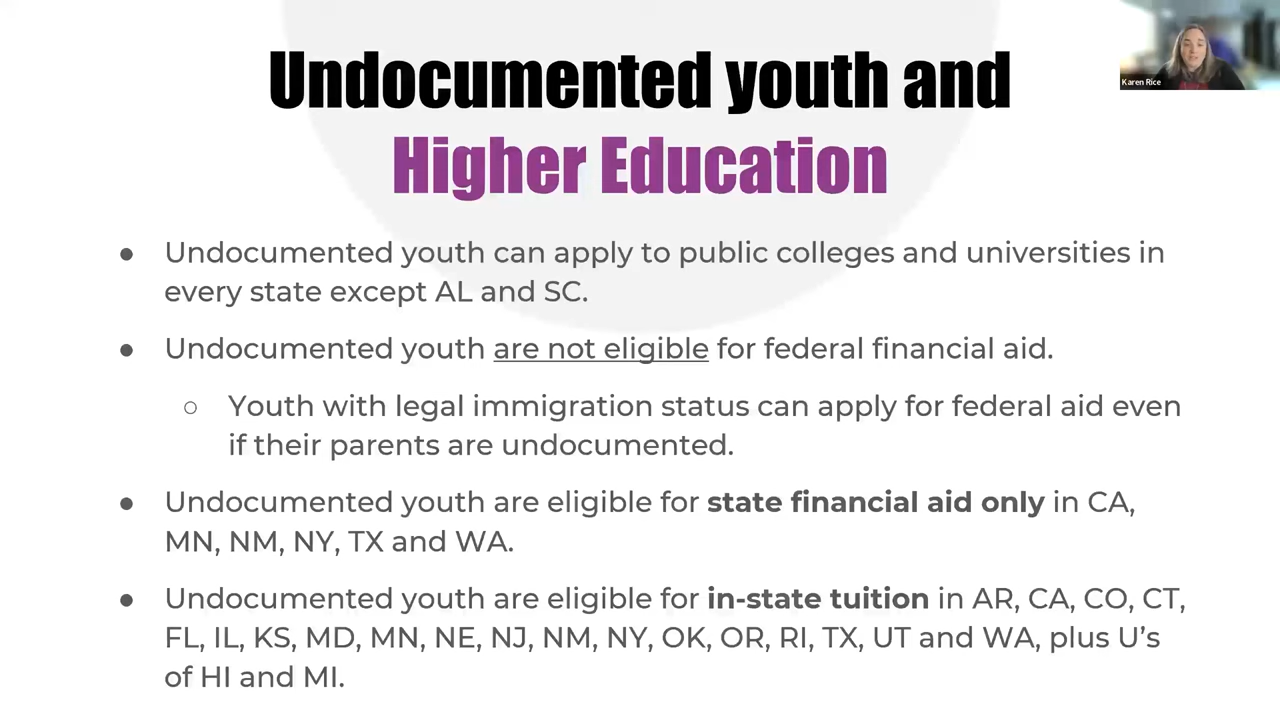 Undocumented youth and
Higher Education
Karen Rice
● Undocumented youth can apply to public colleges and universities in
every state except AL and SC.
● Undocumented youth are not eligible for federal financial aid.
○ Youth with legal immigration status can apply for federal aid even
if their parents are undocumented.
● Undocumented youth are eligible for state financial aid only in CA,
MN, NM, NY, TX and WA.
● Undocumented youth are eligible for in-state tuition in AR, CA, CO, CT,
FL, IL, KS, MD, MN, NE, NJ, NM, NY, OK, OR, RI, TX, UT and WA, plus U’s
of HI and MI.